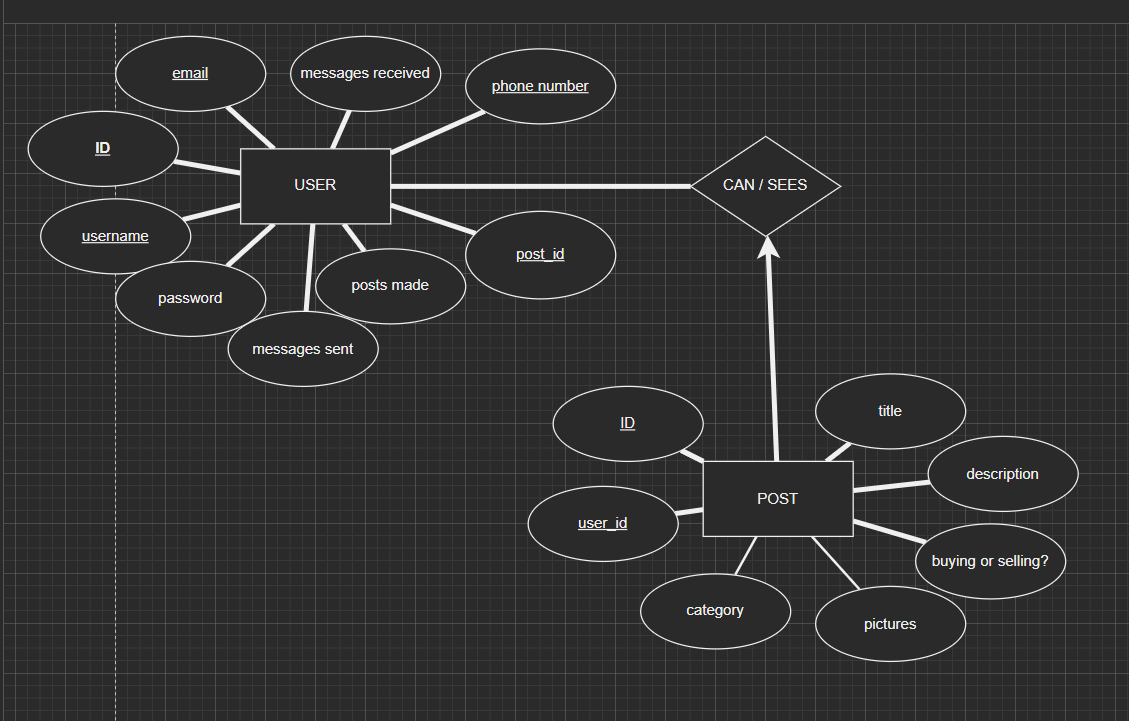 email
messages received
phone number
ID
USER
CAN / SEES
username
post_id
password
posts made
messages sent
ID
title
description
POST
user_id
buying or selling?
category
pictures